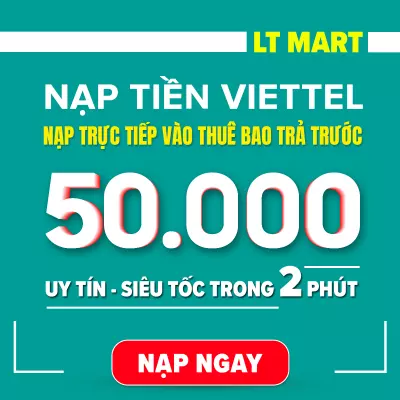 LT MART
NẠP TIỀN VIETTEL
NẠP TRỰC TIẾP VÀO THUÊ BAO TRẢ TRƯỚC
50.000
UY TÍN - SIÊU TỐC TRONG 2 PHÚT
NẠP NGAY